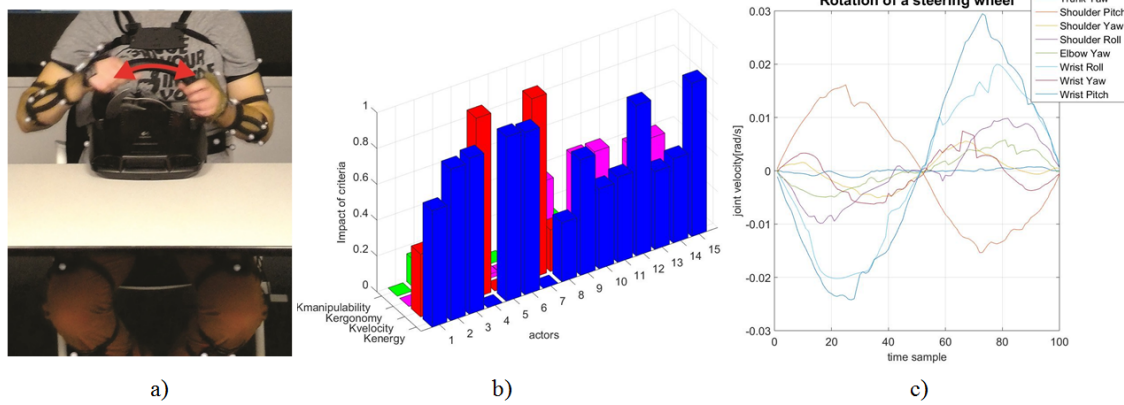 YOUR
a)
1
0.8
0.6
0.4
0.2
0
Impact of criteria
Kmanipulability
Kergonomy
Kvelocity
Kenergy
1
2
3
4
5
6
7
8
9
10
11
12
13
14
15
actors
b)
Rotation of a steering wheel
Trunk Yaw
Shoulder Pitch
Shoulder Yaw
Shoulder Roll
Elbow Yaw
Wrist Roll
Wrist Yaw
Wrist Pitch
0.03
0.02
0.01
0
-0.01
-0.02
-0.03
joint velocity[rad/s]
0
20
40
60
80
100
time sample
c)